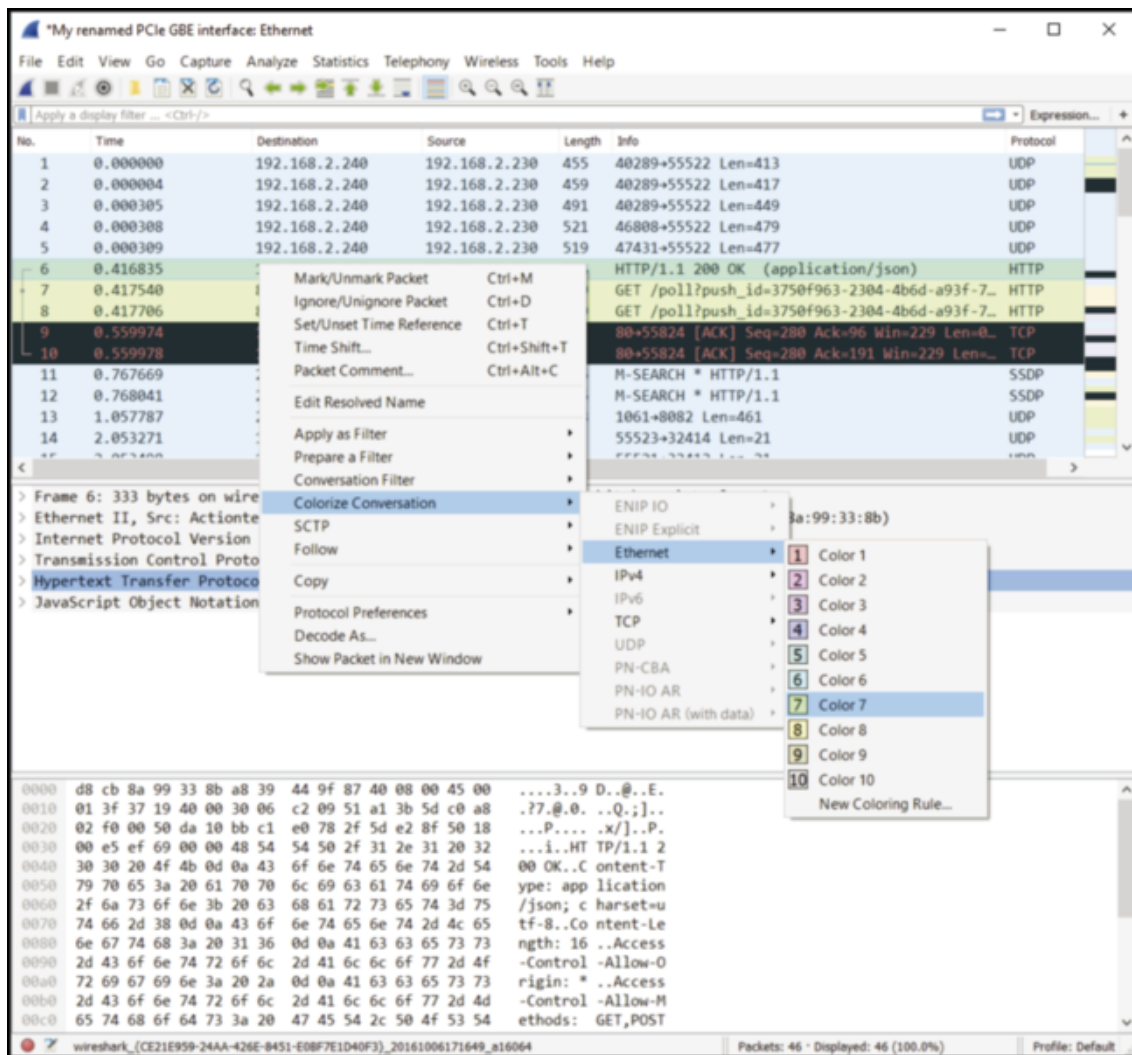 *My renamed PCIe GBE interface: Ethernet
File Edit View Go Capture Analyze Statistics Telephony Wireless Tools Help
Apply a display filter ... <Ctrl-/> Expression... +
No. Time Destination Source Length Info Protocol
1 0.000000 192.168.2.240 192.168.2.230 455 40289→55522 Len=413 UDP
2 0.000004 192.168.2.240 192.168.2.230 459 40289→55522 Len=417 UDP
3 0.000305 192.168.2.240 192.168.2.230 491 40289→55522 Len=449 UDP
4 0.000308 192.168.2.240 192.168.2.230 521 46808→55522 Len=479 UDP
5 0.000309 192.168.2.240 192.168.2.230 519 47431→55522 Len=477 UDP
6 0.416835 HTTP/1.1 200 OK (application/json) HTTP
7 0.417540 GET /poll?push_id=3750f963-2304-4b6d-a93f-7… HTTP
8 0.417706 GET /poll?push_id=3750f963-2304-4b6d-a93f-7… HTTP
9 0.559974 80→55824 [ACK] Seq=280 Ack=96 Win=229 Len=0… TCP
10 0.559978 80→55824 [ACK] Seq=280 Ack=191 Win=229 Len=… TCP
11 0.767669 M-SEARCH * HTTP/1.1 SSDP
12 0.768041 M-SEARCH * HTTP/1.1 SSDP
13 1.057787 1061→8082 Len=461 UDP
14 2.053271 55523→32414 Len=21 UDP
Mark/Unmark Packet Ctrl+M
Ignore/Unignore Packet Ctrl+D
Set/Unset Time Reference Ctrl+T
Time Shift... Ctrl+Shift+T
Packet Comment... Ctrl+Alt+C
Edit Resolved Name
Apply as Filter
Prepare a Filter
Conversation Filter
Colorize Conversation
SCTP
Follow
Copy
Protocol Preferences
Decode As...
Show Packet in New Window
ENIP IO
ENIP Explicit
Ethernet
IPv4
IPv6
TCP
UDP
PN-CBA
PN-IO AR
PN-IO AR (with data)
1 Color 1
2 Color 2
3 Color 3
4 Color 4
5 Color 5
6 Color 6
7 Color 7
8 Color 8
9 Color 9
10 Color 10
New Coloring Rule...
Frame 6: 333 bytes on wire
Ethernet II, Src: Actionte 8a:99:33:8b)
Internet Protocol Version
Transmission Control Proto
Hypertext Transfer Protoco
JavaScript Object Notation
0000 d8 cb 8a 99 33 8b a8 39 44 9f 87 40 08 00 45 00 ....3..9 D..@..E.
0010 01 3f 37 19 40 00 30 06 c2 09 51 a1 3b 5d c0 a8 .?7.@.0. ..Q.;]..
0020 02 f0 00 50 da 10 bb c1 e0 78 2f 5d e2 8f 50 18 ...P.... .x/]..P.
0030 00 e5 ef 69 00 00 48 54 54 50 2f 31 2e 31 20 32 ...i..HT TP/1.1 2
0040 30 30 20 4f 4b 0d 0a 43 6f 6e 74 65 6e 74 2d 54 00 OK..C ontent-T
0050 79 70 65 3a 20 61 70 70 6c 69 63 61 74 69 6f 6e ype: app lication
0060 2f 6a 73 6f 6e 3b 20 63 68 61 72 73 65 74 3d 75 /json; c harset=u
0070 74 66 2d 38 0d 0a 43 6f 6e 74 65 6e 74 2d 4c 65 tf-8..Co ntent-Le
0080 6e 67 74 68 3a 20 31 36 0d 0a 41 63 63 65 73 73 ngth: 16 ..Access
0090 2d 43 6f 6e 74 72 6f 6c 2d 41 6c 6c 6f 77 2d 4f -Control -Allow-O
00a0 72 69 67 69 6e 3a 20 2a 0d 0a 41 63 63 65 73 73 rigin: * ..Access
00b0 2d 43 6f 6e 74 72 6f 6c 2d 41 6c 6c 6f 77 2d 4d -Control -Allow-M
00c0 65 74 68 6f 64 73 3a 20 47 45 54 2c 50 4f 53 54 ethods: GET,POST
wireshark_{CE21E959-24AA-426E-8451-E08F7E1D40F3}_20161006171649_a16064 Packets: 46 · Displayed: 46 (100.0%) Profile: Default